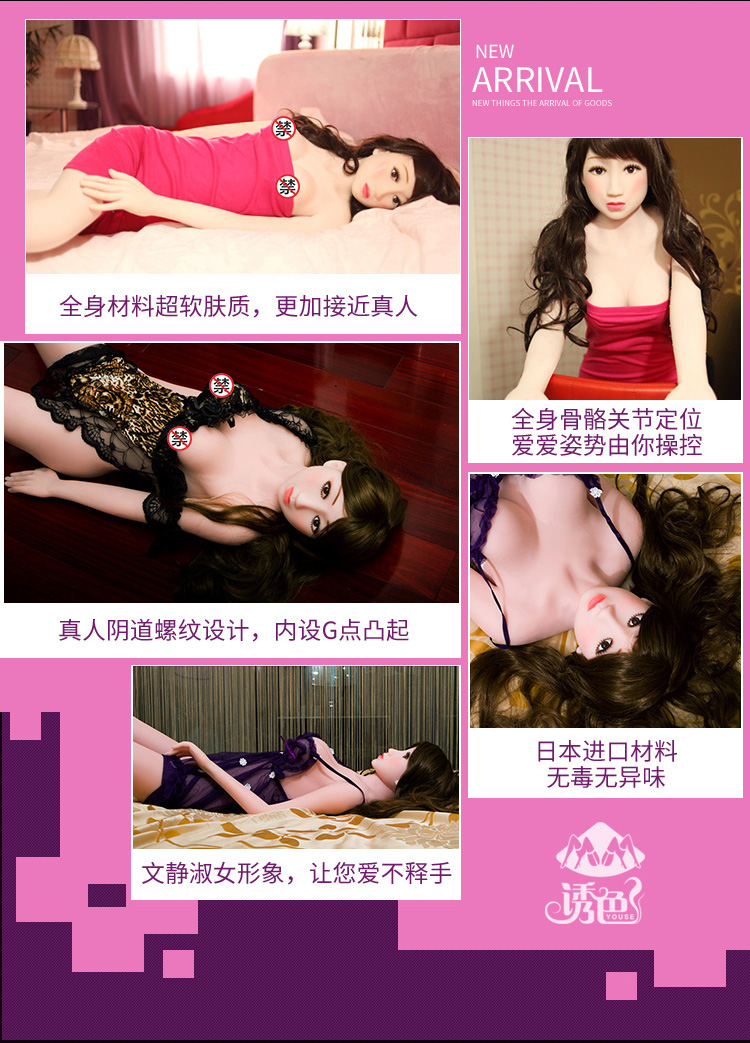 NEW
ARRIVAL
NEW THINGS THE ARRIVAL OF GOODS
禁
禁
全身材料超软肤质，更加接近真人
全身骨骼关节定位
爱爱姿势由你操控
禁
禁
真人阴道螺纹设计，内设G点凸起
日本进口材料
无毒无异味
文静淑女形象，让您爱不释手
诱色
YOUSE